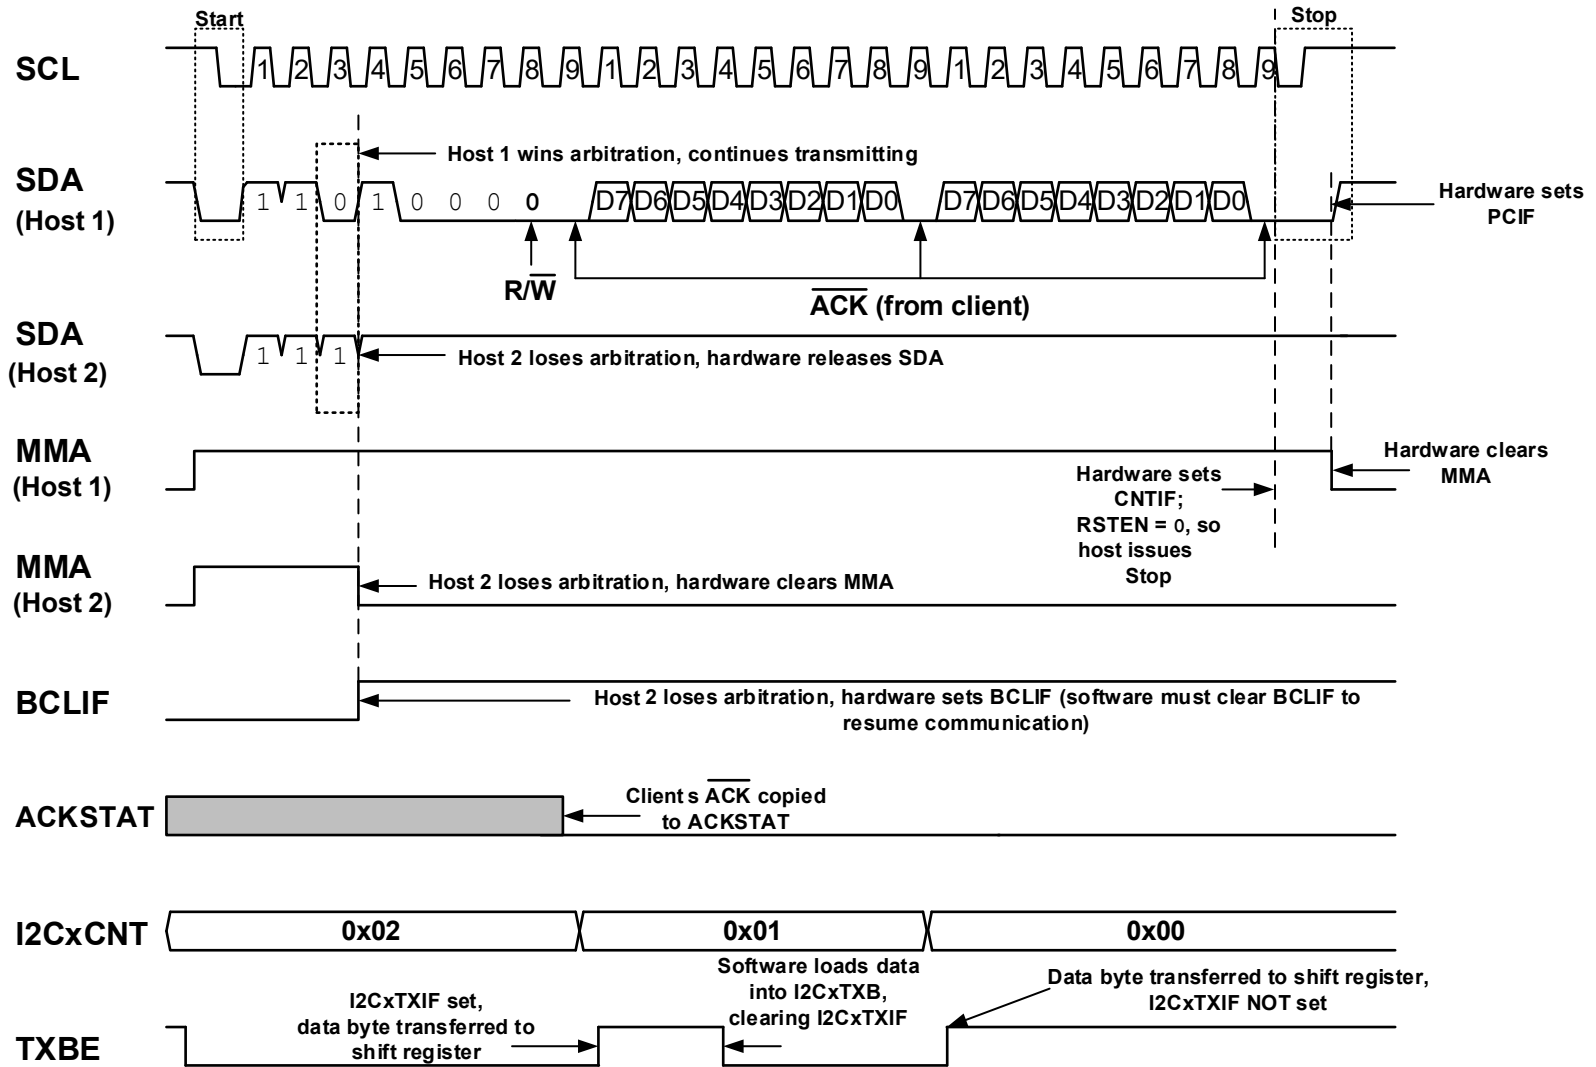 Start
Stop
SCL
1 2 3 4 5 6 7 8 9 1 2 3 4 5 6 7 8 9 1 2 3 4 5 6 7 8 9
Host 1 wins arbitration, continues transmitting
SDA
(Host 1)
1 1 0 1 0 0 0 0
D7 D6 D5 D4 D3 D2 D1 D0
D7 D6 D5 D4 D3 D2 D1 D0
Hardware sets
PCIF
R/W̅
A̅C̅K̅ (from client)
SDA
(Host 2)
1 1 1
Host 2 loses arbitration, hardware releases SDA
MMA
(Host 1)
Hardware clears
MMA
Hardware sets
CNTIF;
RSTEN = 0, so
host issues
Stop
MMA
(Host 2)
Host 2 loses arbitration, hardware clears MMA
BCLIF
Host 2 loses arbitration, hardware sets BCLIF (software must clear BCLIF to
resume communication)
ACKSTAT
Client s A̅C̅K̅ copied
to ACKSTAT
I2CxCNT
0x02
0x01
0x00
TXBE
I2CxTXIF set,
data byte transferred to
shift register
Software loads data
into I2CxTXB,
clearing I2CxTXIF
Data byte transferred to shift register,
I2CxTXIF NOT set